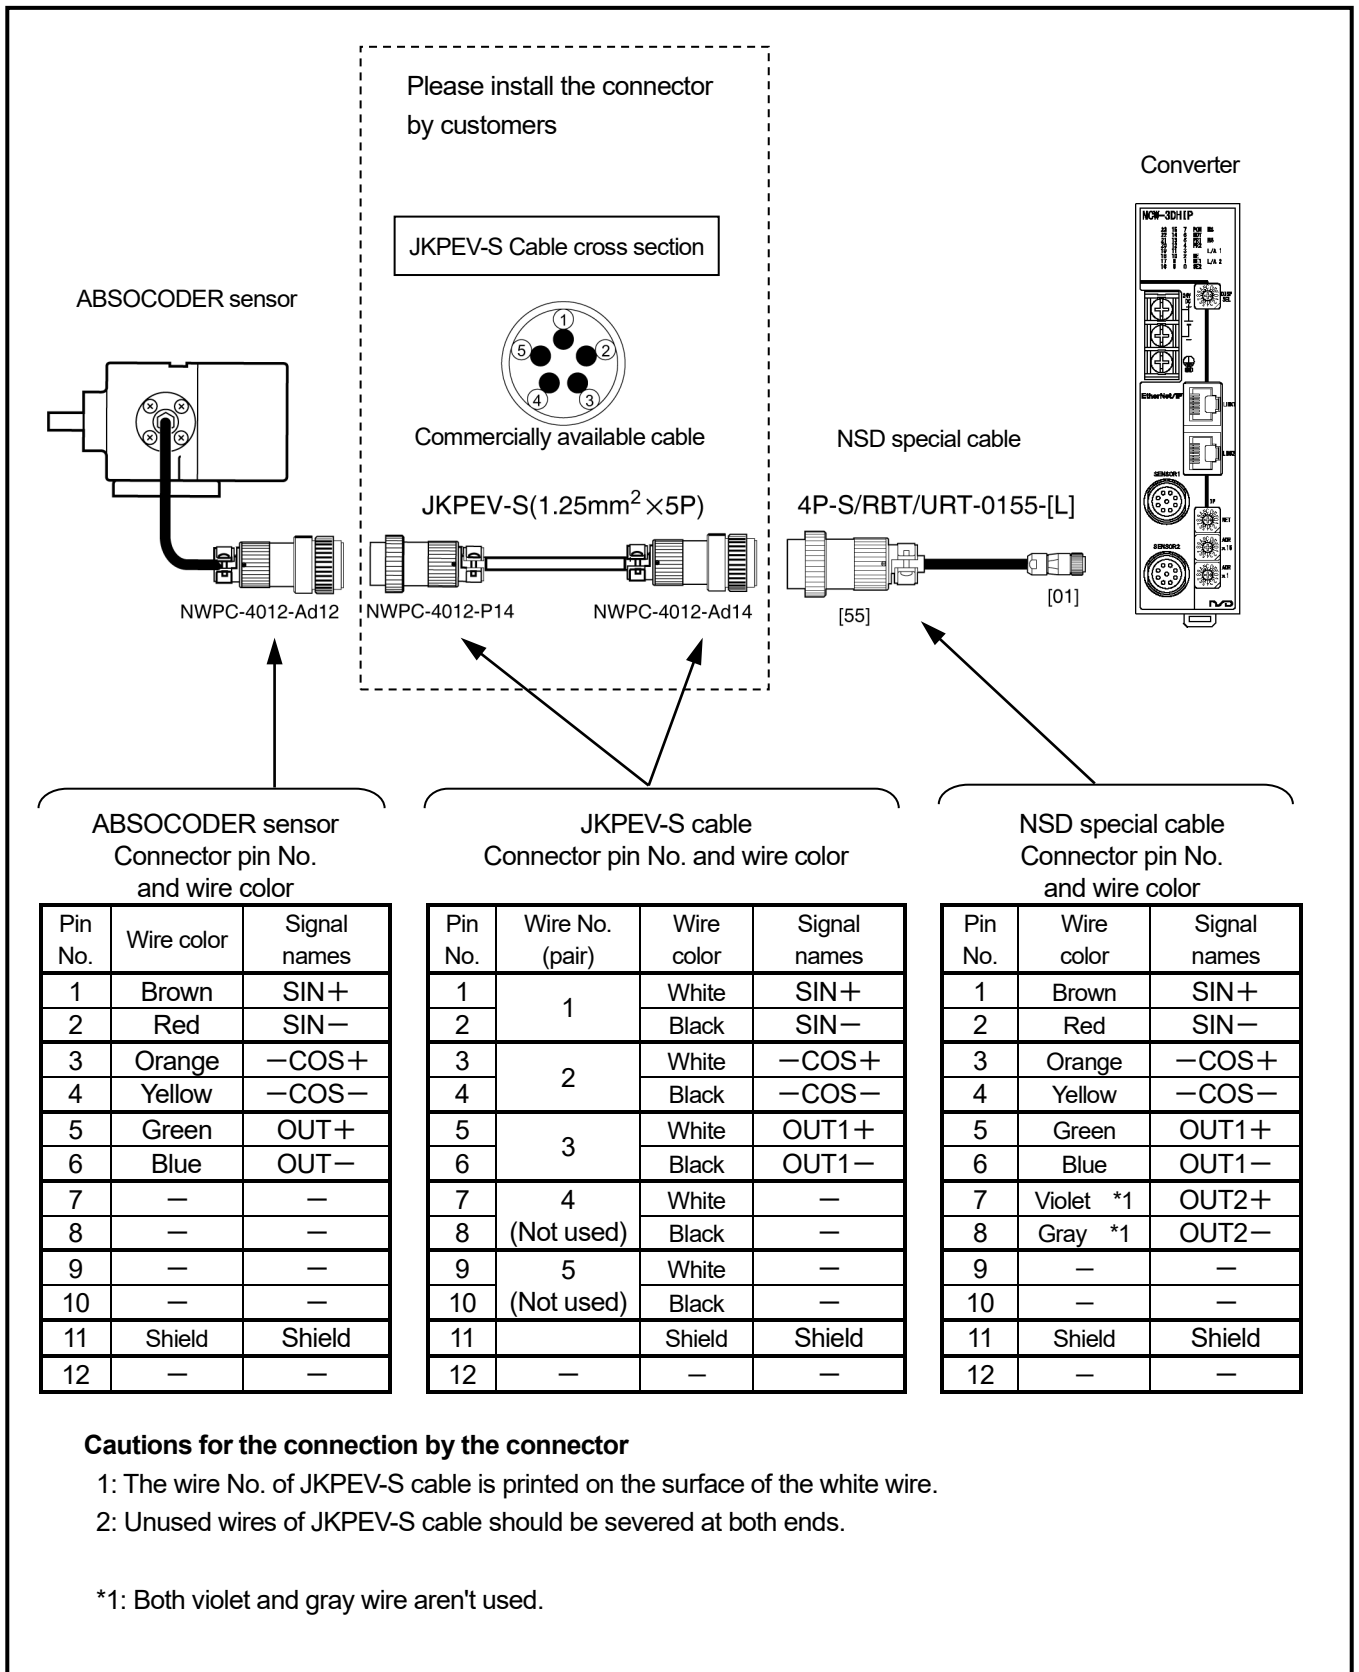 Please install the connector
by customers
Converter
JKPEV-S Cable cross section
ABSOCODER sensor
NCW-3DHIP
1
5 2
4 3
Commercially available cable
NSD special cable
EtherNet/IP
JKPEV-S(1.25mm²×5P)
4P-S/RBT/URT-0155-[L]
SENSOR1
SENSOR2
NWPC-4012-Ad12 NWPC-4012-P14 NWPC-4012-Ad14 [55] [01]
ABSOCODER sensor
Connector pin No.
and wire color
Pin No. Wire color Signal names
1 Brown SIN+
2 Red SIN−
3 Orange −COS+
4 Yellow −COS−
5 Green OUT+
6 Blue OUT−
7 − −
8 − −
9 − −
10 − −
11 Shield Shield
12 − −
JKPEV-S cable
Connector pin No. and wire color
Pin No. Wire No. (pair) Wire color Signal names
1 1 White SIN+
2 Black SIN−
3 2 White −COS+
4 Black −COS−
5 3 White OUT1+
6 Black OUT1−
7 4 (Not used) White −
8 Black −
9 5 (Not used) White −
10 Black −
11 Shield Shield
12 − − −
NSD special cable
Connector pin No.
and wire color
Pin No. Wire color Signal names
1 Brown SIN+
2 Red SIN−
3 Orange −COS+
4 Yellow −COS−
5 Green OUT1+
6 Blue OUT1−
7 Violet *1 OUT2+
8 Gray *1 OUT2−
9 − −
10 − −
11 Shield Shield
12 − −
Cautions for the connection by the connector
1: The wire No. of JKPEV-S cable is printed on the surface of the white wire.
2: Unused wires of JKPEV-S cable should be severed at both ends.
*1: Both violet and gray wire aren't used.